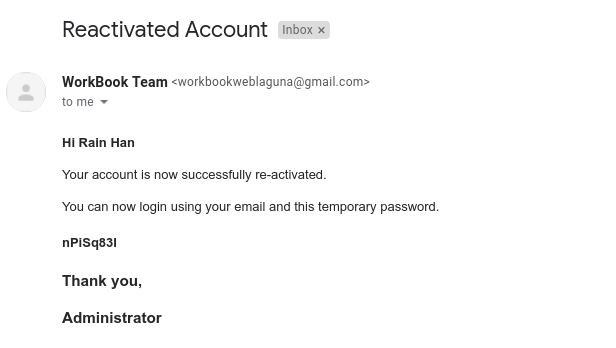 Reactivated Account Inbox ×
WorkBook Team <workbookweblaguna@gmail.com>
to me
Hi Rain Han
Your account is now successfully re-activated.
You can now login using your email and this temporary password.
nPiSq83I
Thank you,
Administrator